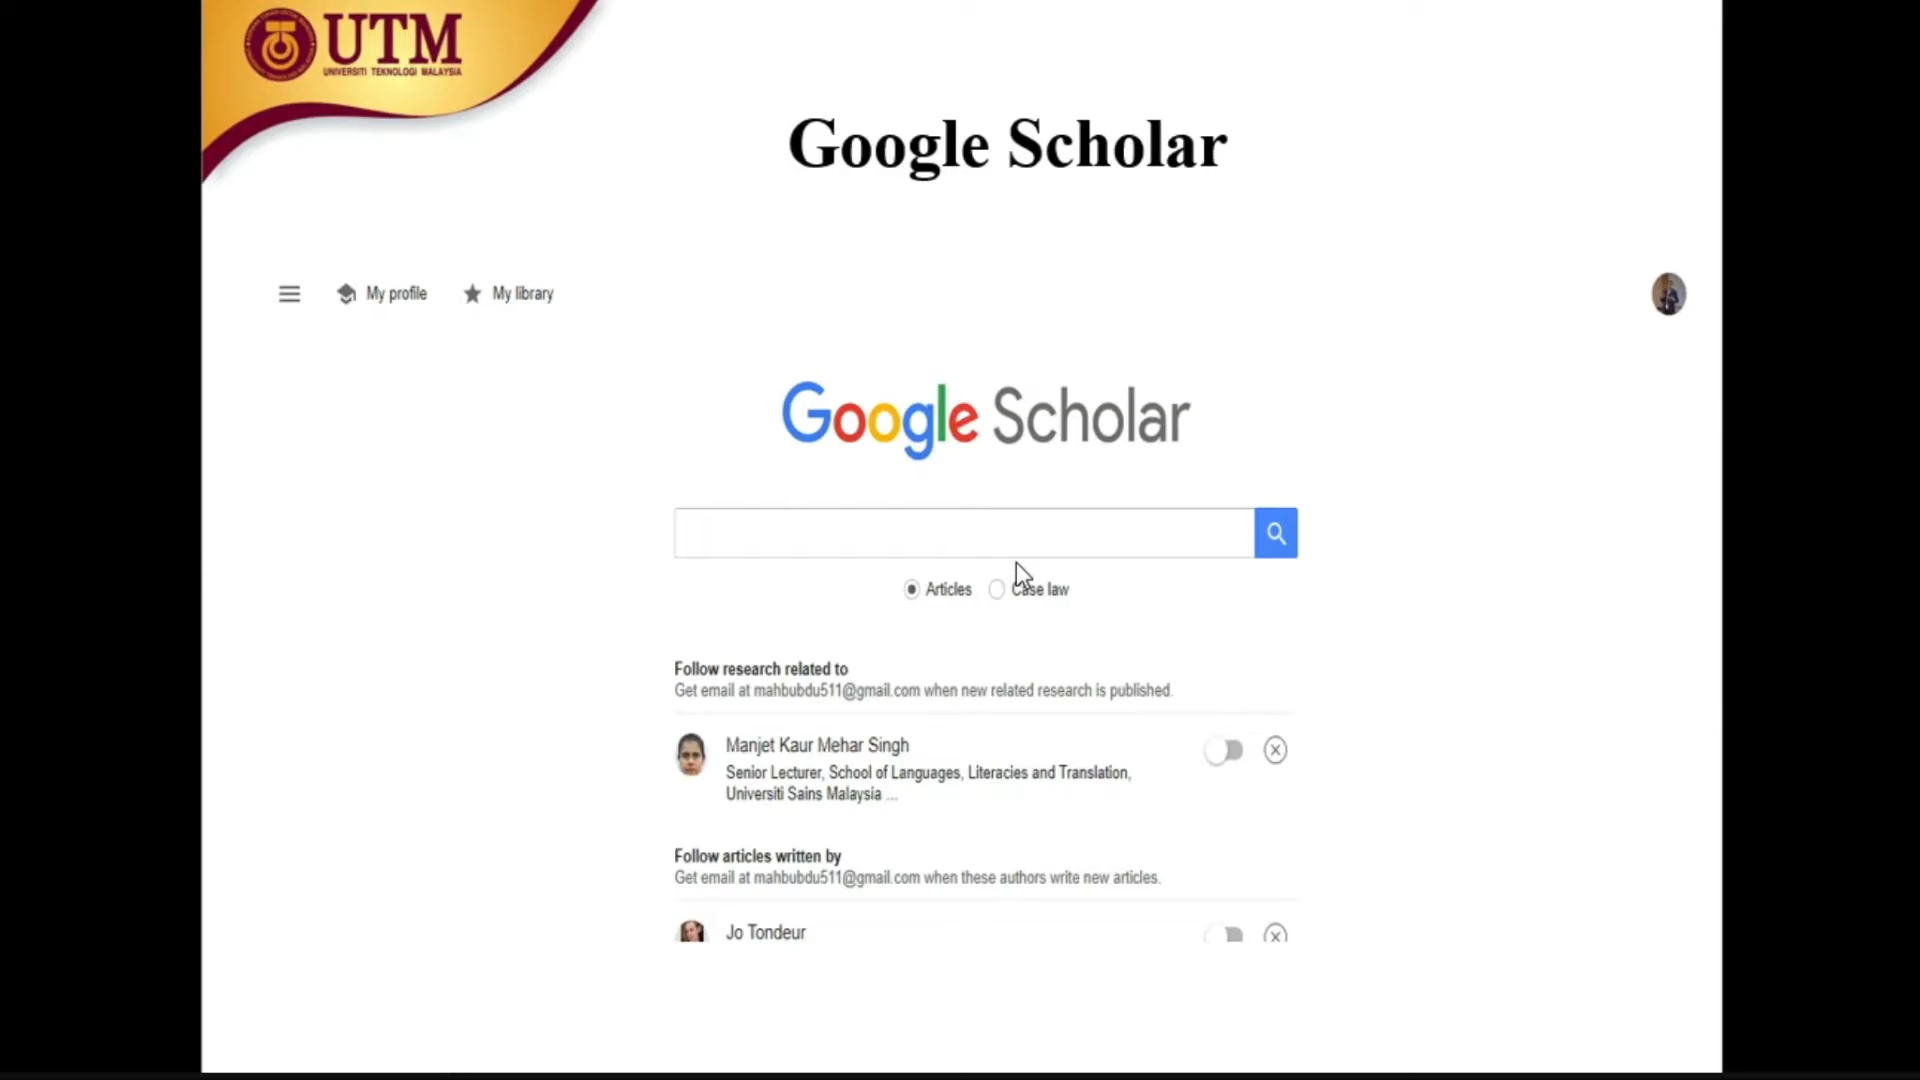 UTM
UNIVERSITI TEKNOLOGI MALAYSIA
Google Scholar
My profile
My library
Google Scholar
Articles
Case law
Follow research related to
Get email at mahbubdu511@gmail.com when new related research is published.
Manjet Kaur Mehar Singh
Senior Lecturer, School of Languages, Literacies and Translation,
Universiti Sains Malaysia ...
Follow articles written by
Get email at mahbubdu511@gmail.com when these authors write new articles.
Jo Tondeur